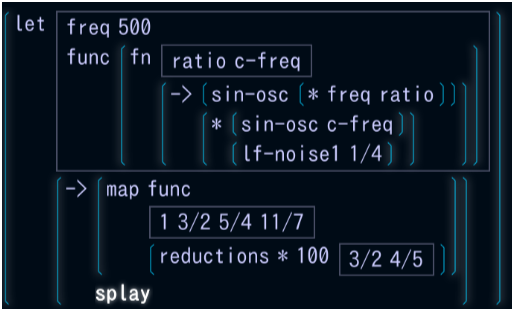 let freq 500
func (fn [ratio c-freq]
(-> (sin-osc (* freq ratio))
(* (sin-osc c-freq)
(lf-noise1 1/4)
(-> (map func
[1 3/2 5/4 11/7]
(reductions * 100 [3/2 4/5]))
splay